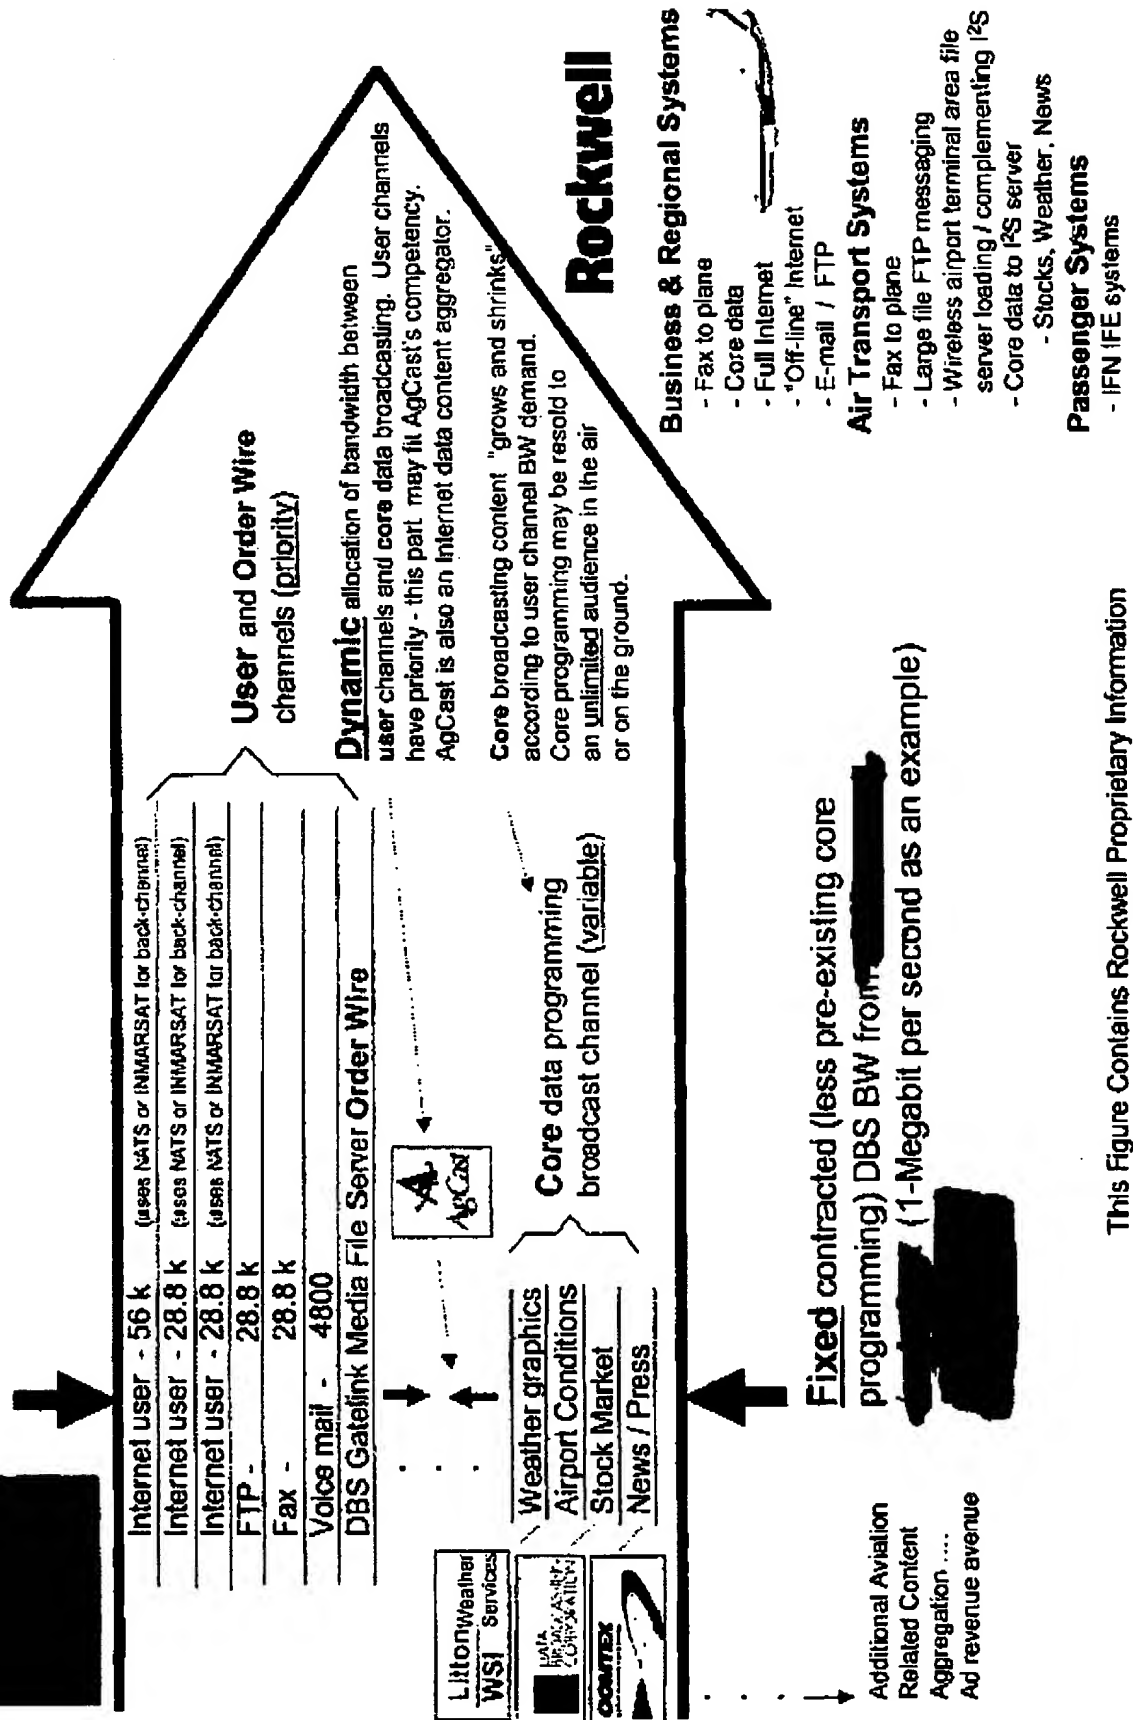 Internet user - 56 k (uses NATS or INMARSAT for back-channel)
Internet user - 28.8 k (uses NATS or INMARSAT for back-channel)
Internet user - 28.8 k (uses NATS or INMARSAT for back-channel)
FTP - 28.8 k
Fax - 28.8 k
Voice mail - 4800
DBS Gatelink Media File Server Order Wire
User and Order Wire
channels (priority)
Dynamic allocation of bandwidth between
user channels and core data broadcasting. User channels
have priority - this part may fit AgCast's competency.
AgCast is also an Internet data content aggregator.
Core broadcasting content "grows and shrinks"
according to user channel BW demand.
Core programming may be resold to
an unlimited audience in the air
or on the ground.
AgCast
Litton Weather
WSI Services
DATA
BROADCASTING
CORPORATION
COMTEX
Weather graphics
Airport Conditions
Stock Market
News / Press
Core data programing
broadcast channel (variable)
Additional Aviation
Related Content
Aggregation ....
Ad revenue avenue
Fixed contracted (less pre-existing core
programming) DBS BW from
(1-Megabit per second as an example)
Rockwell
Business & Regional Systems
- Fax to plane
- Core data
- Full Internet
- "Off-line" Internet
- E-mail / FTP
Air Transport Systems
- Fax to plane
- Large file FTP messaging
- Wireless airport terminal area file
server loading / complementing I²S
- Core data to I²S server
- Stocks, Weather, News
Passenger Systems
- IFN IFE systems
This Figure Contains Rockwell Proprietary Information